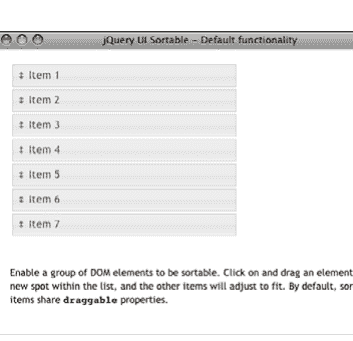 jQuery UI Sortable – Default functionality
Item 1
Item 2
Item 3
Item 4
Item 5
Item 6
Item 7
Enable a group of DOM elements to be sortable. Click on and drag an element
new spot within the list, and the other items will adjust to fit. By default, sor
items share draggable properties.